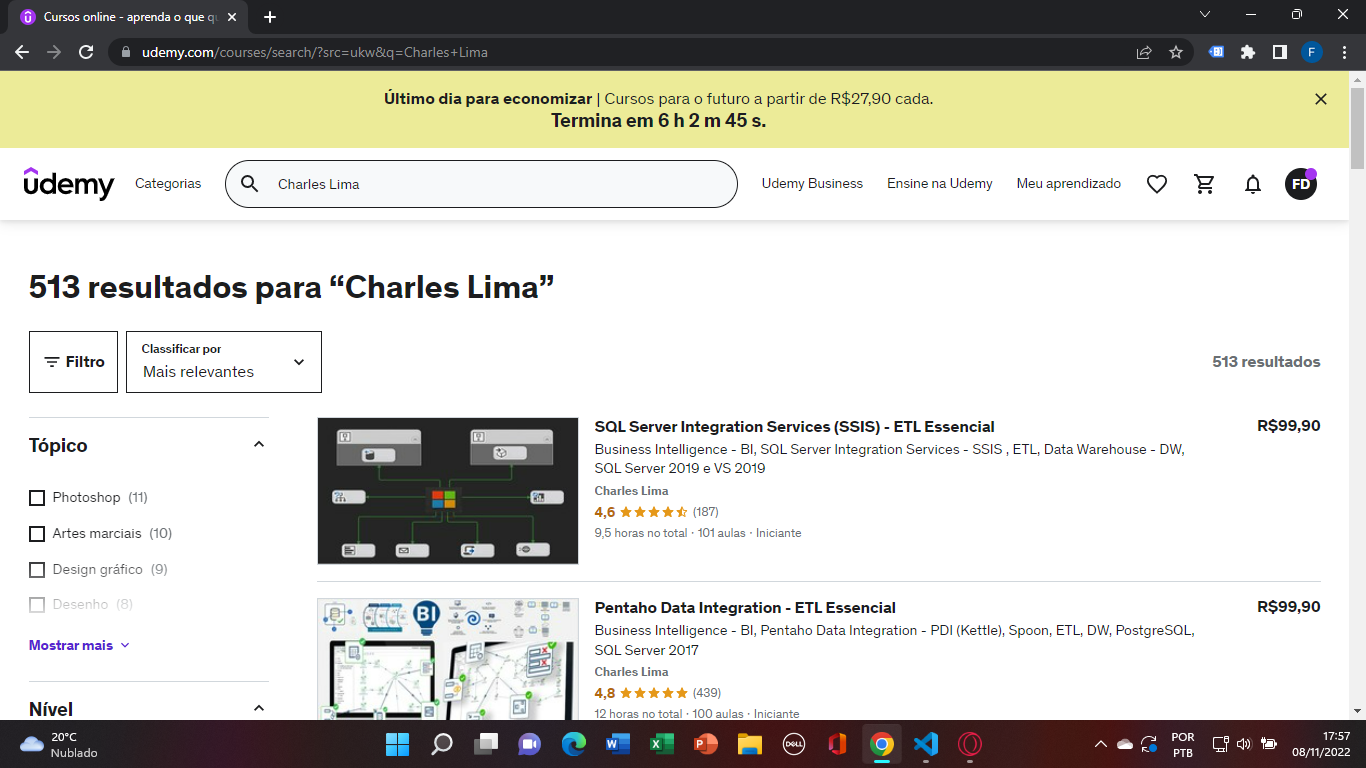 Cursos online - aprenda o que qu
udemy.com/courses/search/?src=ukw&q=Charles+Lima
F
Último dia para economizar | Cursos para o futuro a partir de R$27,90 cada.
Termina em 6 h 2 m 45 s.
udemy
Categorias
Charles Lima
Udemy Business
Ensine na Udemy
Meu aprendizado
FD
513 resultados para “Charles Lima”
Filtro
Classificar por
Mais relevantes
513 resultados
Tópico
Photoshop (11)
Artes marciais (10)
Design gráfico (9)
Desenho (8)
Mostrar mais
Nível
SQL Server Integration Services (SSIS) - ETL Essencial
R$99,90
Business Intelligence - BI, SQL Server Integration Services - SSIS , ETL, Data Warehouse - DW,
SQL Server 2019 e VS 2019
Charles Lima
4,6 (187)
9,5 horas no total · 101 aulas · Iniciante
BI
Pentaho Data Integration - ETL Essencial
R$99,90
Business Intelligence - BI, Pentaho Data Integration - PDI (Kettle), Spoon, ETL, DW, PostgreSQL,
SQL Server 2017
Charles Lima
4,8 (439)
12 horas no total · 100 aulas · Iniciante
20°C
Nublado
DELL
POR
PTB
17:57
08/11/2022